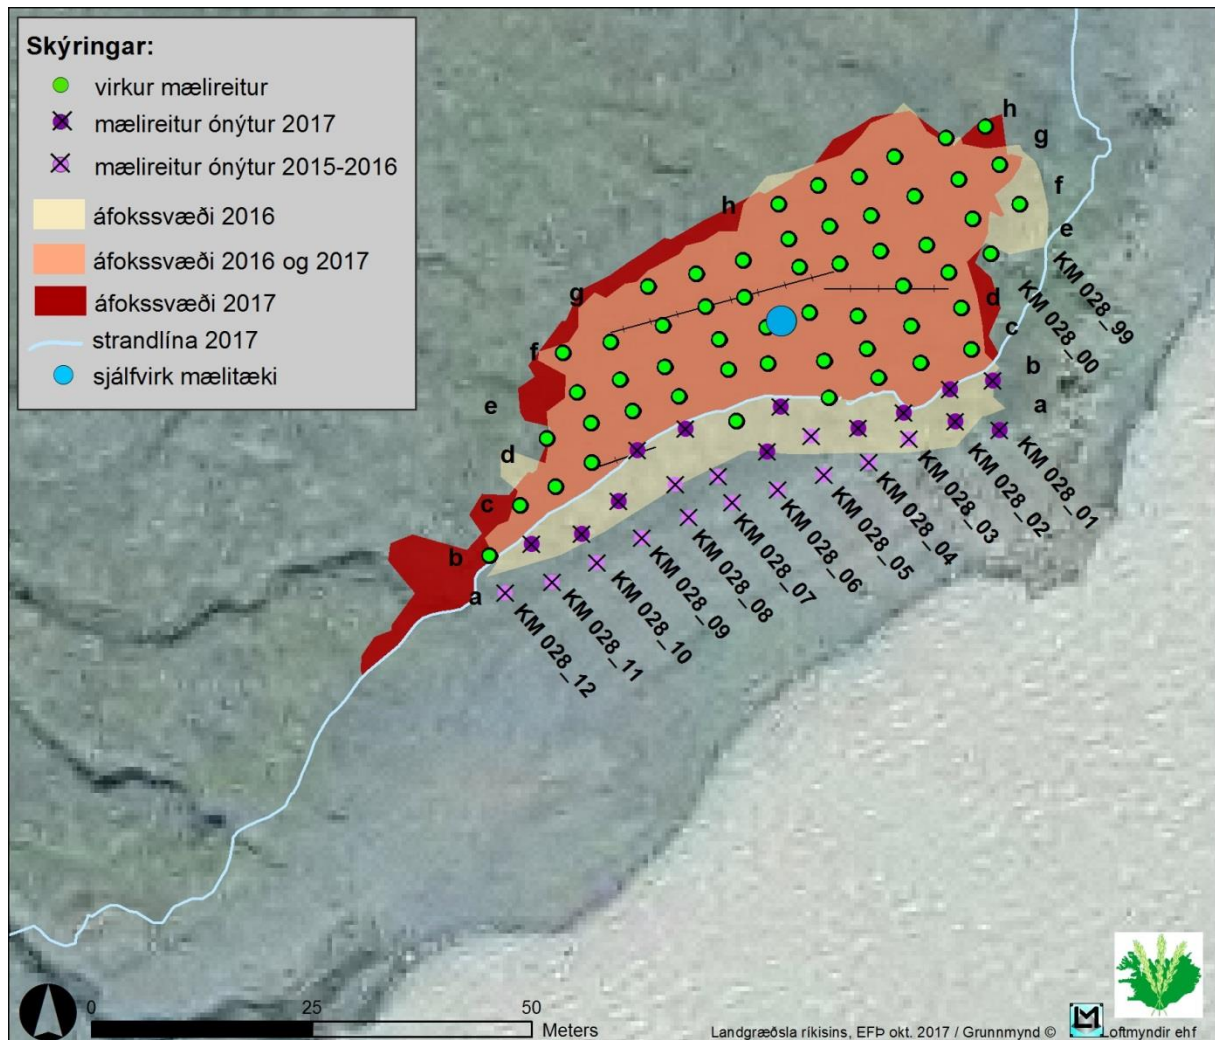 Skýringar:
virkur mælireitur
mælireitur ónýtur 2017
mælireitur ónýtur 2015-2016
áfokssvæði 2016
áfokssvæði 2016 og 2017
áfokssvæði 2017
strandlína 2017
sjálfvirk mælitæki
h
g
f
e
d
c
b
a
h
g
f
e
d
c
b
a
KM 028_99
KM 028_00
KM 028_01
KM 028_02
KM 028_03
KM 028_04
KM 028_05
KM 028_06
KM 028_07
KM 028_08
KM 028_09
KM 028_10
KM 028_11
KM 028_12
0 25 50
Meters
Landgræðsla ríkisins, EFÞ okt. 2017 / Grunnmynd © LM Loftmyndir ehf